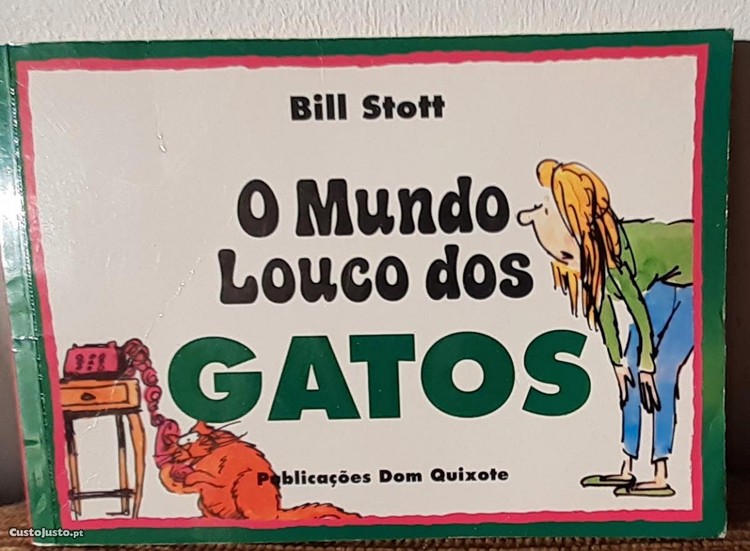 Bill Stott
O Mundo
Louco dos
GATOS
Publicações Dom Quixote
CustoJusto.pt